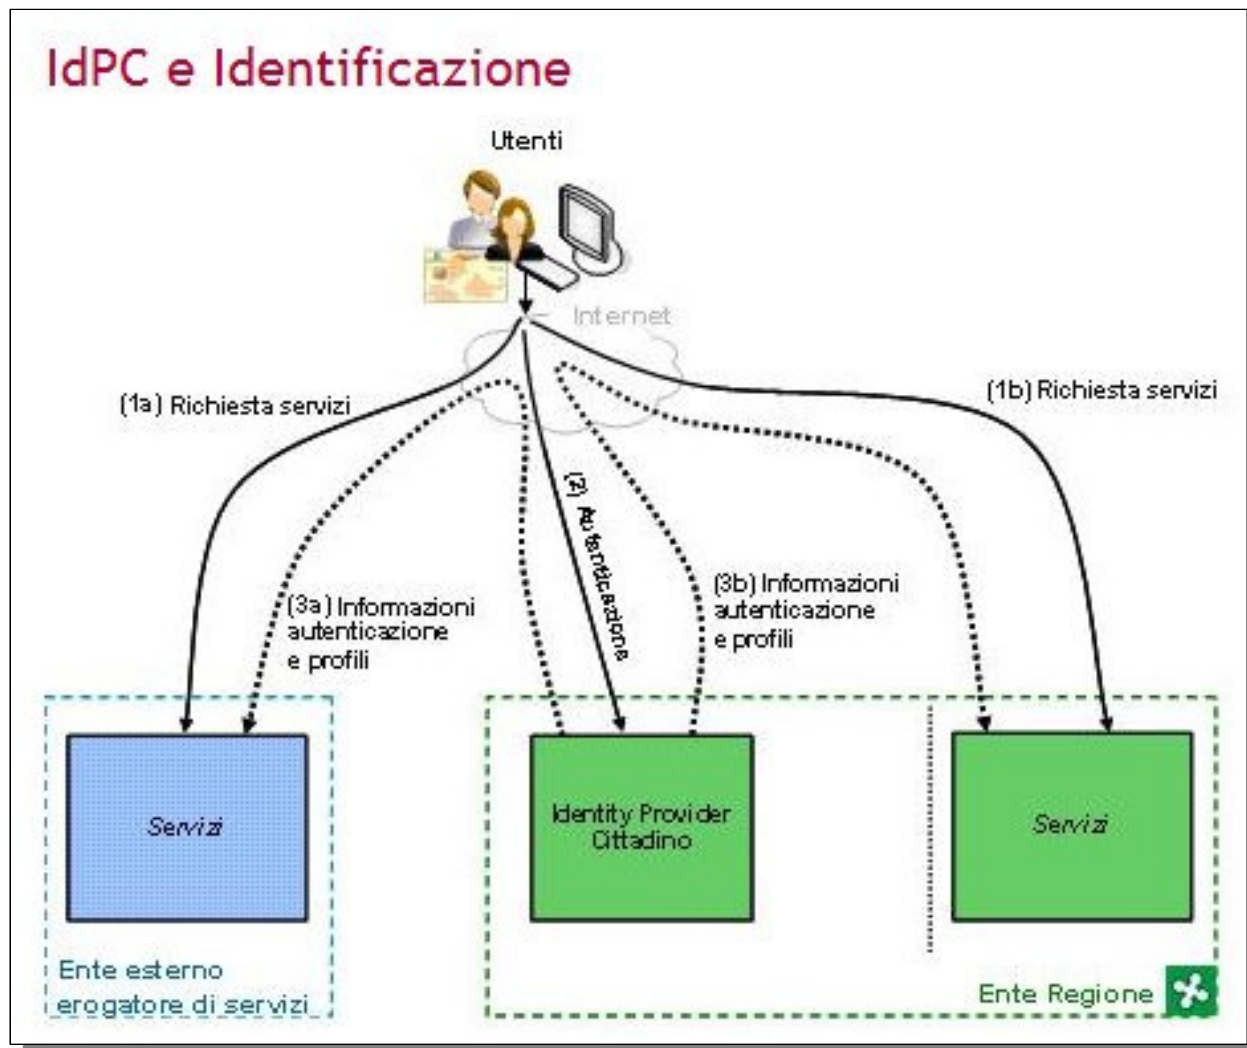 IdPC e Identificazione
Utenti
Internet
(1a) Richiesta servizi
(1b) Richiesta servizi
(2) Autenticazione
(3a) Informazioni
autenticazione
e profili
(3b) Informazioni
autenticazione
e profili
Servizi
Identity Provider
Cittadino
Servizi
Ente esterno
erogatore di servizi
Ente Regione